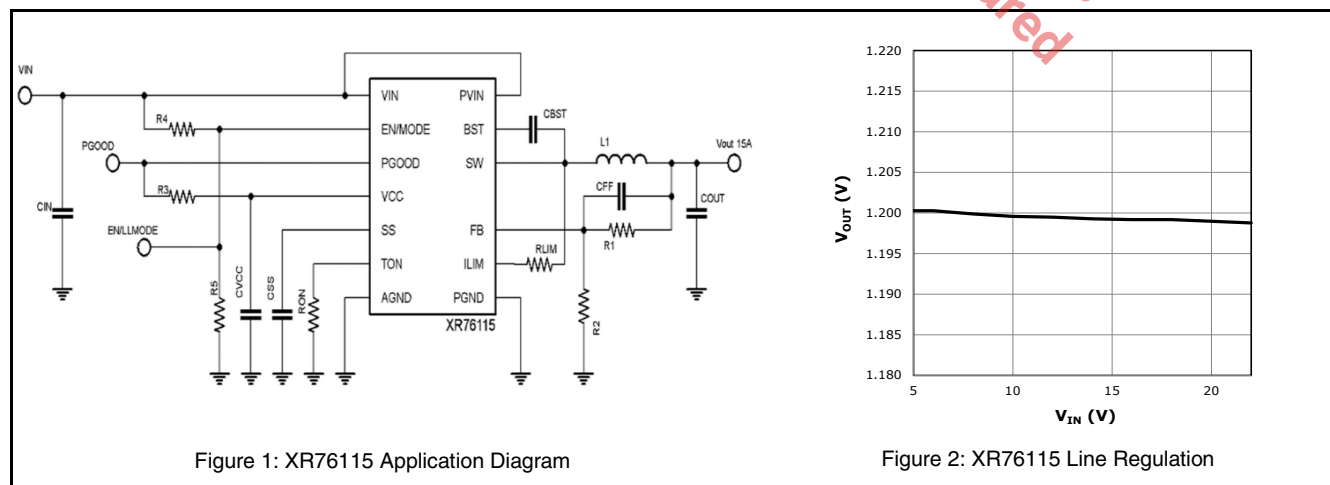 ured
VIN
R4
PGOOD
R3
CIN
EN/LLMODE
R5
CVCC
CSS
RON
VIN
EN/MODE
PGOOD
VCC
SS
TON
AGND
PVIN
BST
SW
FB
ILIM
PGND
XR76115
CBST
L1
Vout 15A
CFF
COUT
R1
RLIM
R2
Figure 1: XR76115 Application Diagram
1.220
1.215
1.210
1.205
1.200
1.195
1.190
1.185
1.180
VOUT (V)
5 10 15 20
VIN (V)
Figure 2: XR76115 Line Regulation